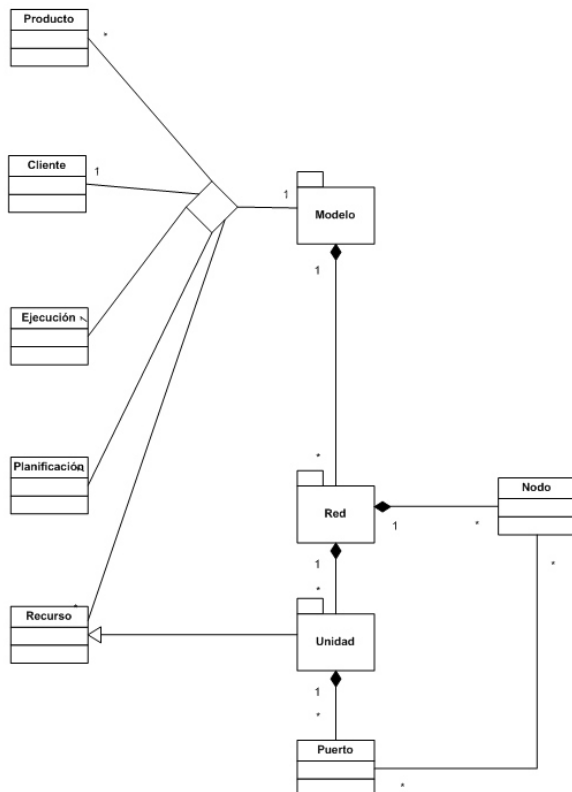 Producto
*
Cliente
1
1
Modelo
1
Ejecución
*
Planificación
*
Red
1
*
Nodo
*
1
*
*
Recurso
*
Unidad
1
*
Puerto
*